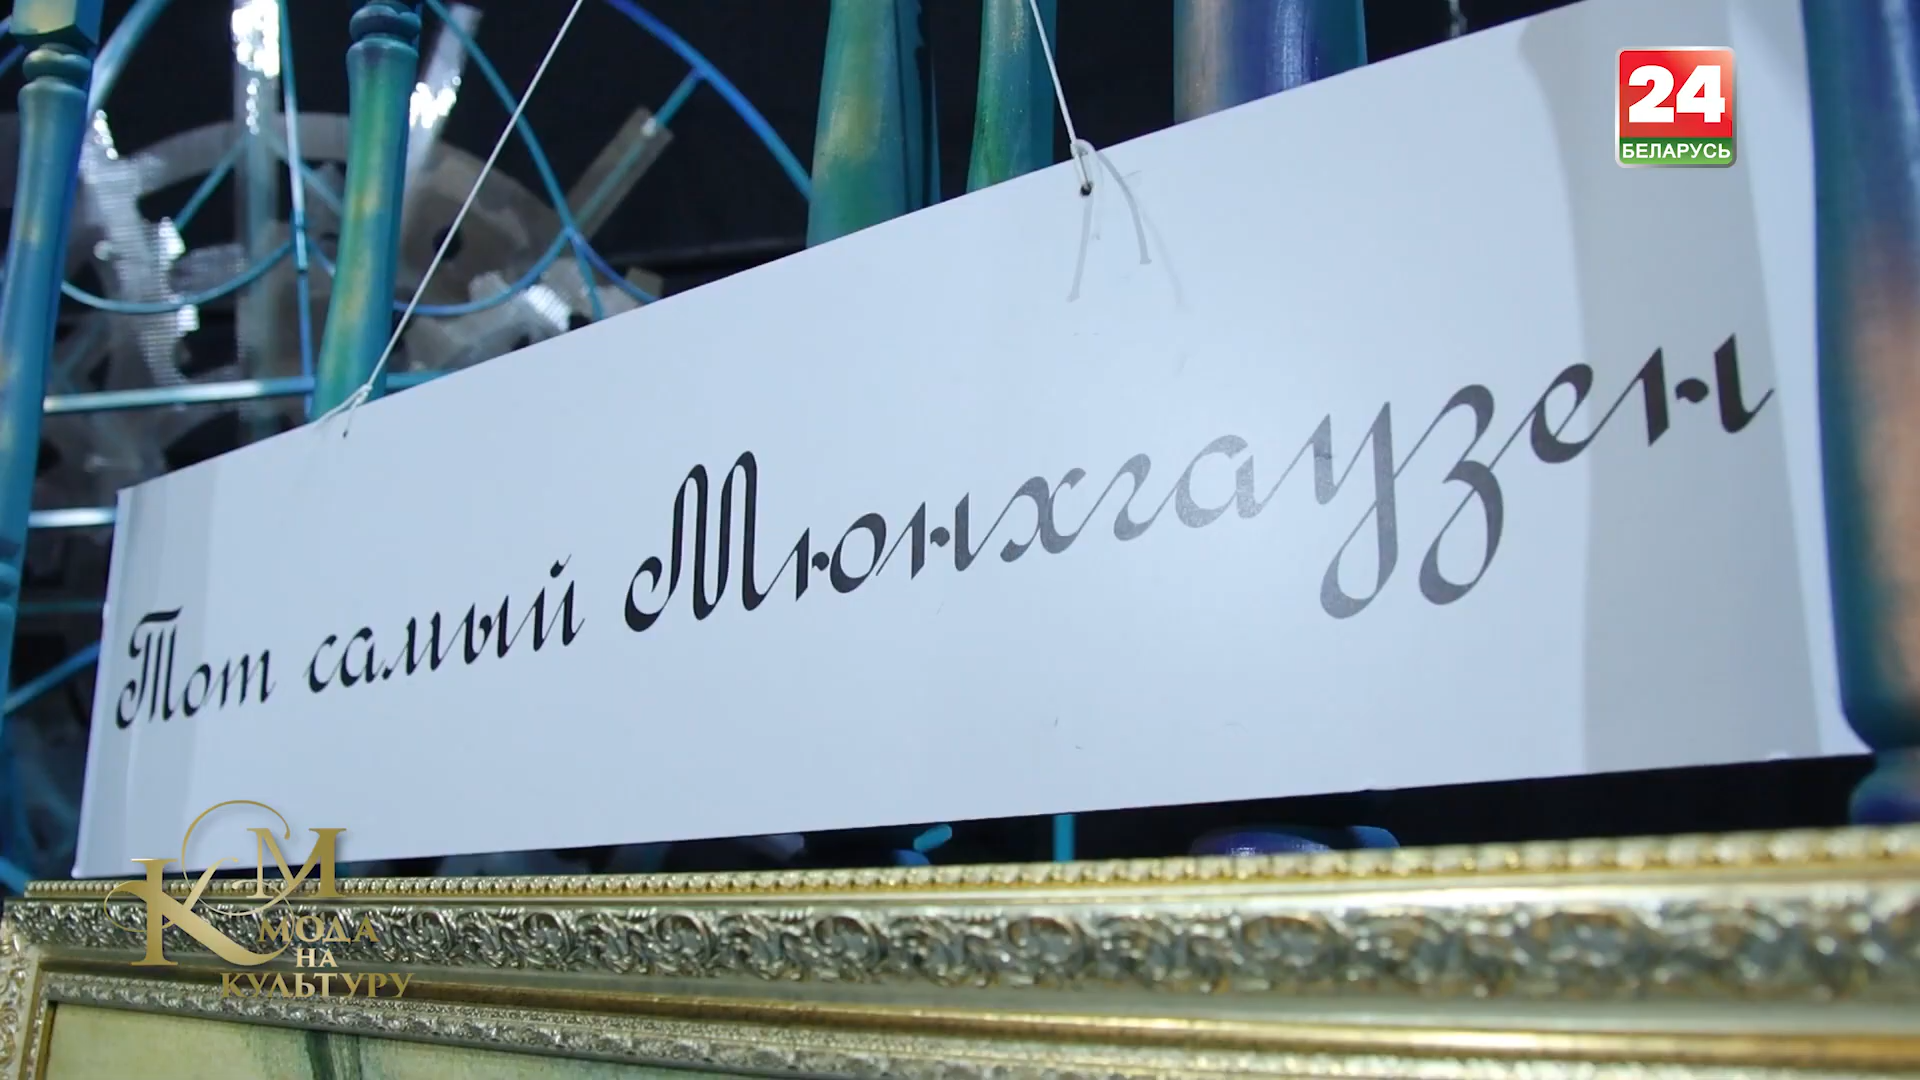 24
БЕЛАРУСЬ
Тот самый Мюнхгаузен
КМ
МОДА
НА
КУЛЬТУРУ